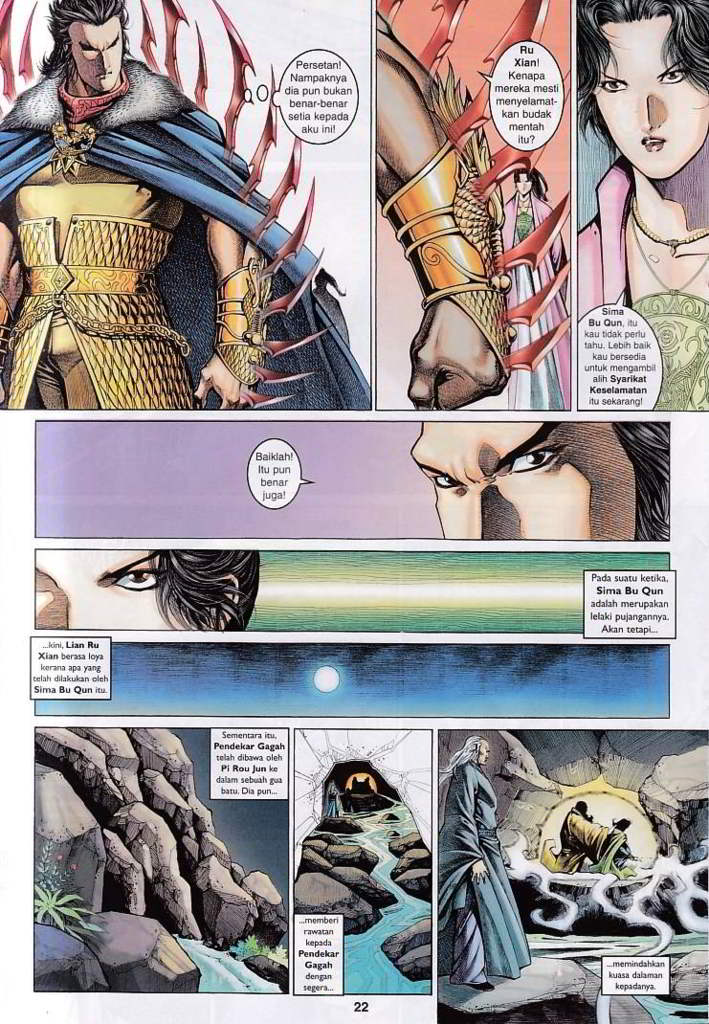 Persetan!
Nampaknya
dia pun bukan
benar-benar
setia kepada
aku ini!
Ru
Xian!
Kenapa
mereka mesti
menyelamat-
kan budak
mentah
itu?
Sima
Bu Qun, itu
kau tidak perlu
tahu. Lebih baik
kau bersedia
untuk mengambil
alih Syarikat
Keselamatan
itu sekarang!
Baiklah!
Itu pun
benar
juga!
Pada suatu ketika,
Sima Bu Qun
adalah merupakan
lelaki pujangannya.
Akan tetapi...
...kini, Lian Ru
Xian berasa loya
kerana apa yang
telah dilakukan oleh
Sima Bu Qun itu.
Sementara itu,
Pendekar Gagah
telah dibawa oleh
Pi Rou Jun ke
dalam sebuah gua
batu. Dia pun...
...memberi
rawatan
kepada
Pendekar
Gagah
dengan
segera...
...memindahkan
kuasa dalaman
kepadanya.
22